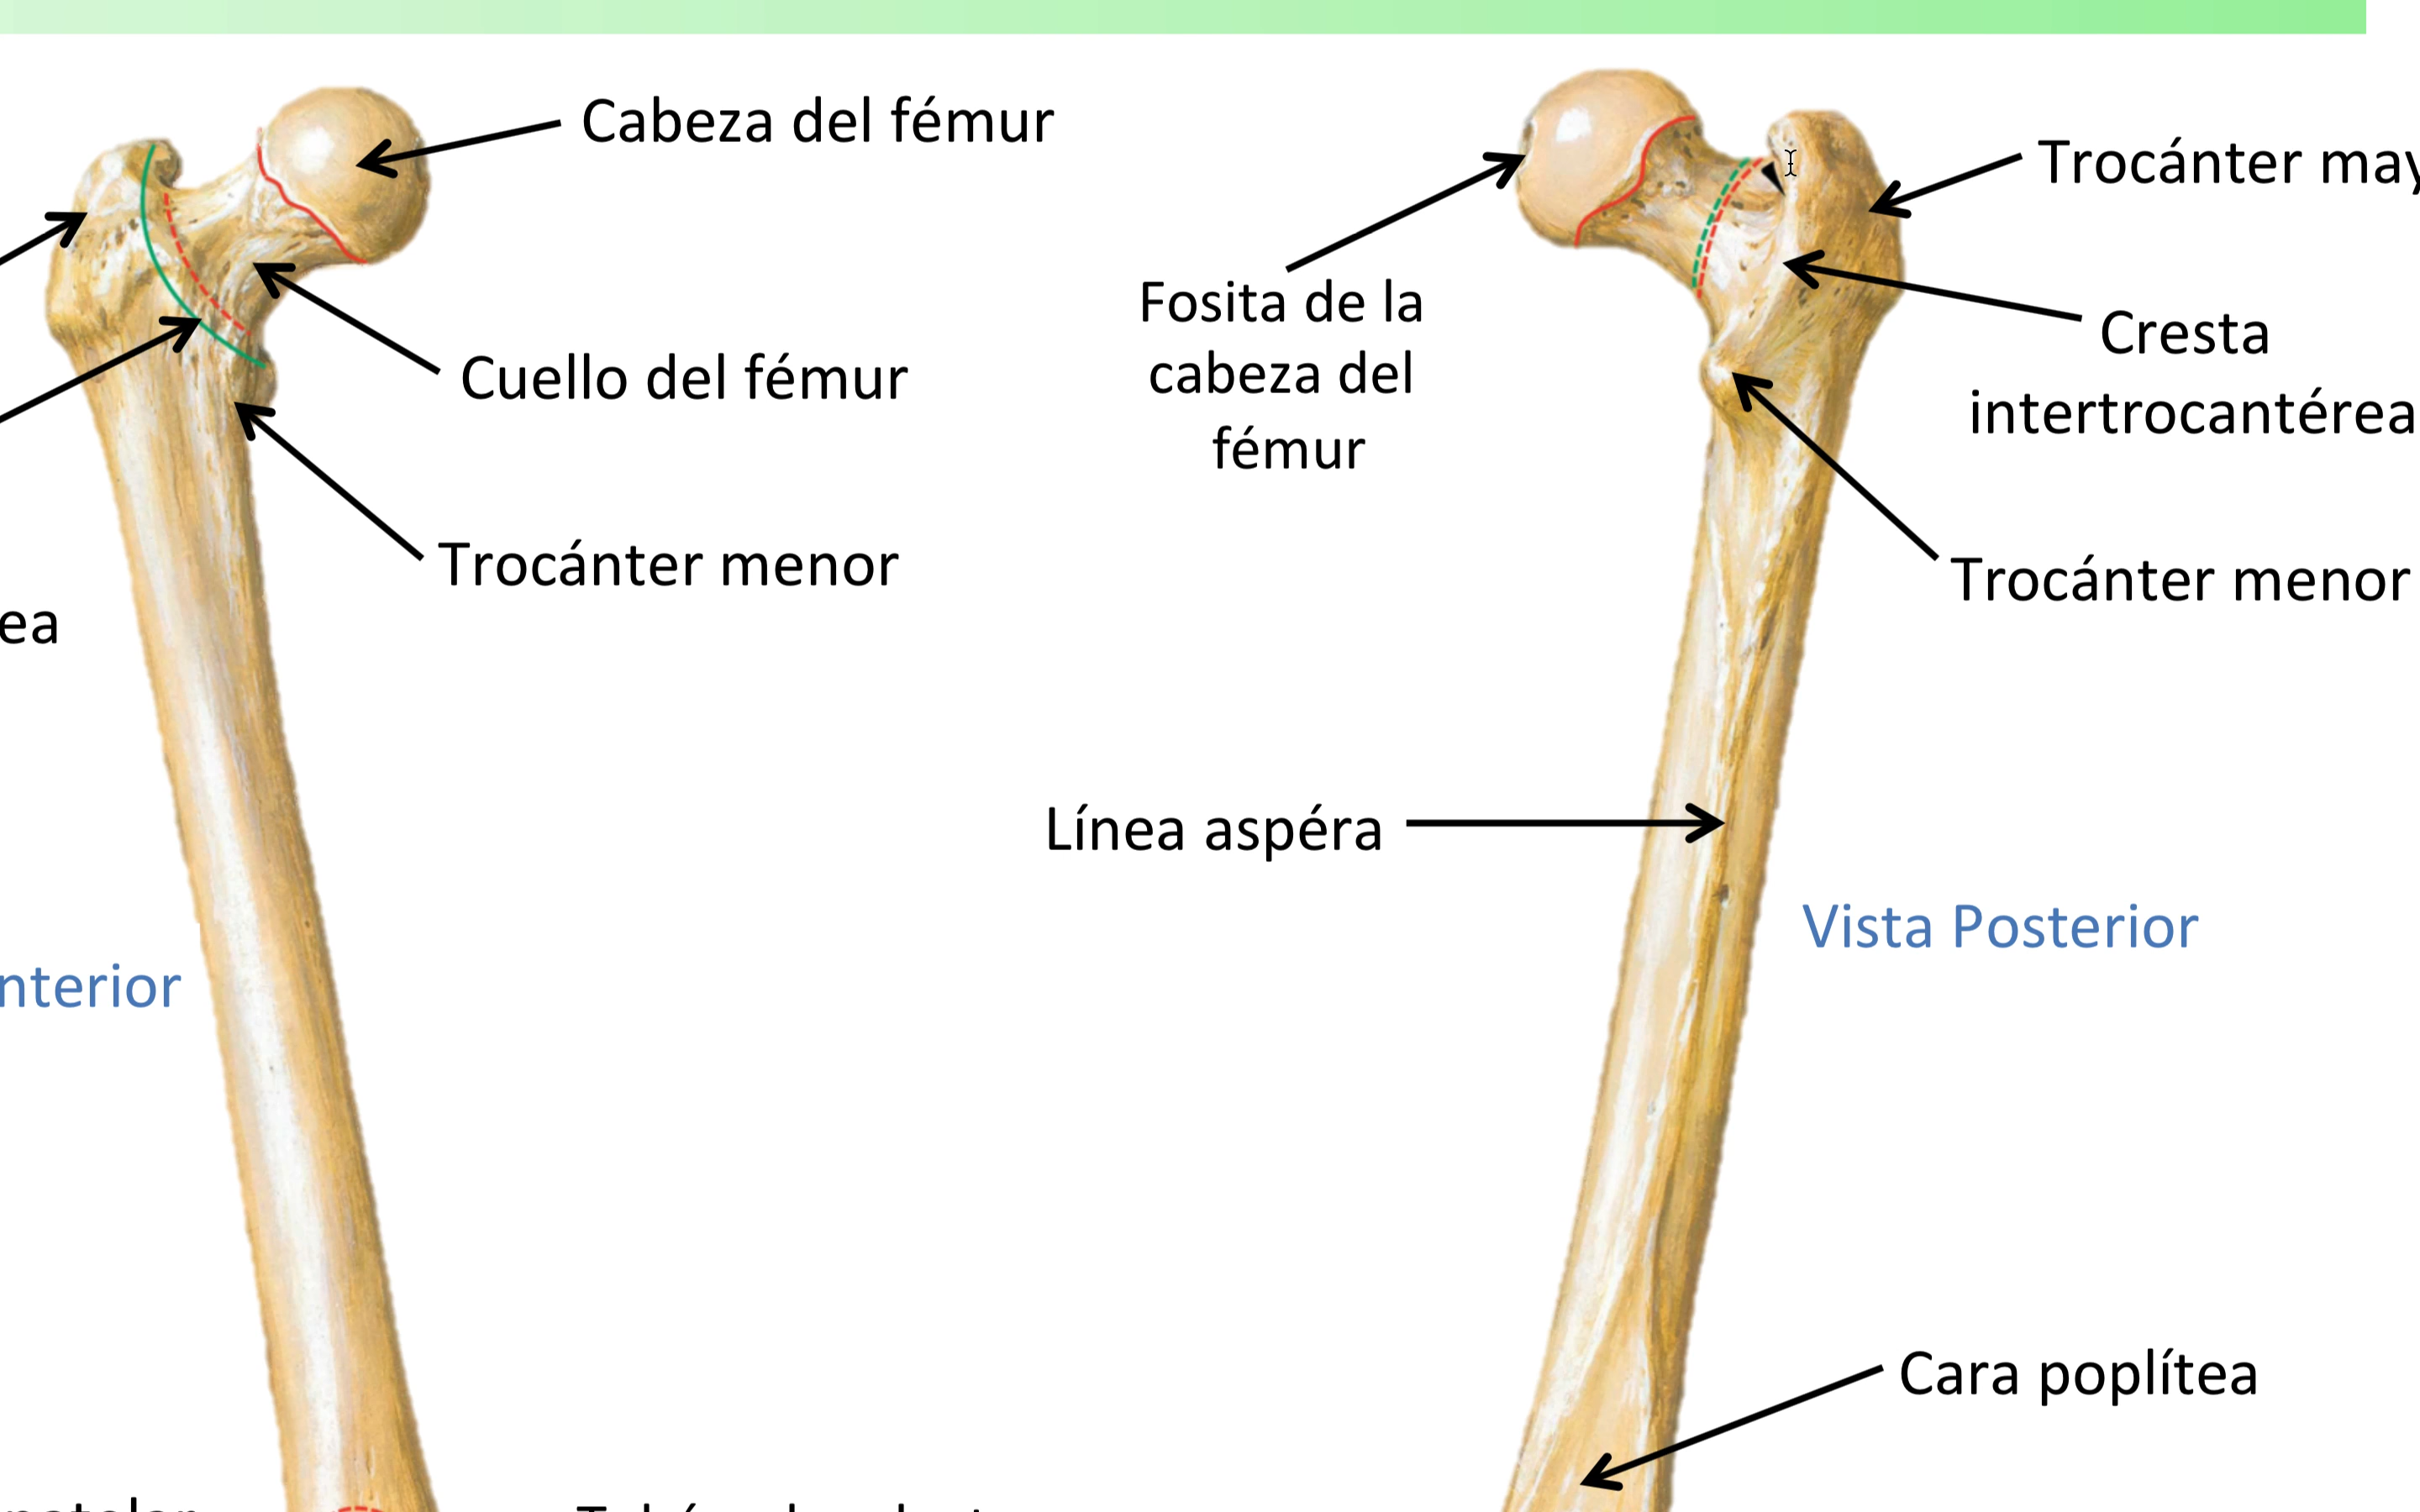 Cabeza del fémur
Cuello del fémur
Trocánter menor
ea
nterior
Fosita de la
cabeza del
fémur
Trocánter may
Cresta
intertrocantérea
Trocánter menor
Línea aspéra
Vista Posterior
Cara poplítea